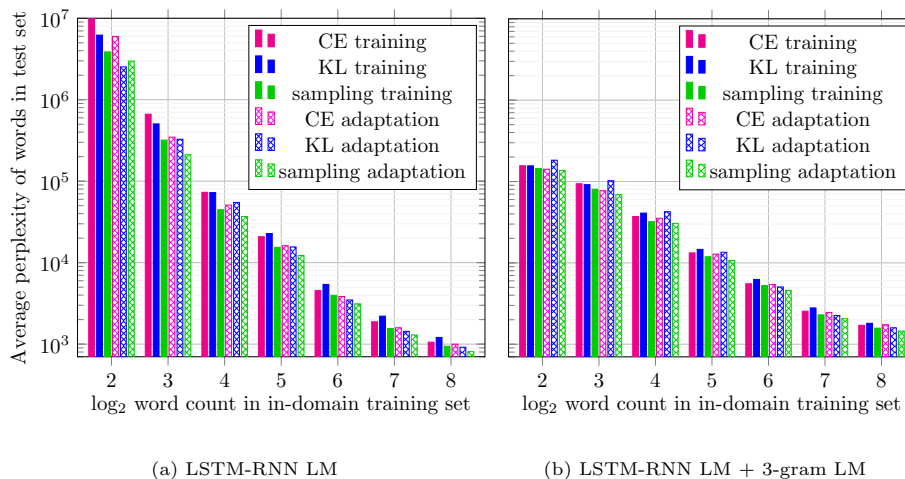 Average perplexity of words in test set
10^7
10^6
10^5
10^4
10^3
CE training
KL training
sampling training
CE adaptation
KL adaptation
sampling adaptation
2 3 4 5 6 7 8
log₂ word count in in-domain training set
(a) LSTM-RNN LM
CE training
KL training
sampling training
CE adaptation
KL adaptation
sampling adaptation
2 3 4 5 6 7 8
log₂ word count in in-domain training set
(b) LSTM-RNN LM + 3-gram LM